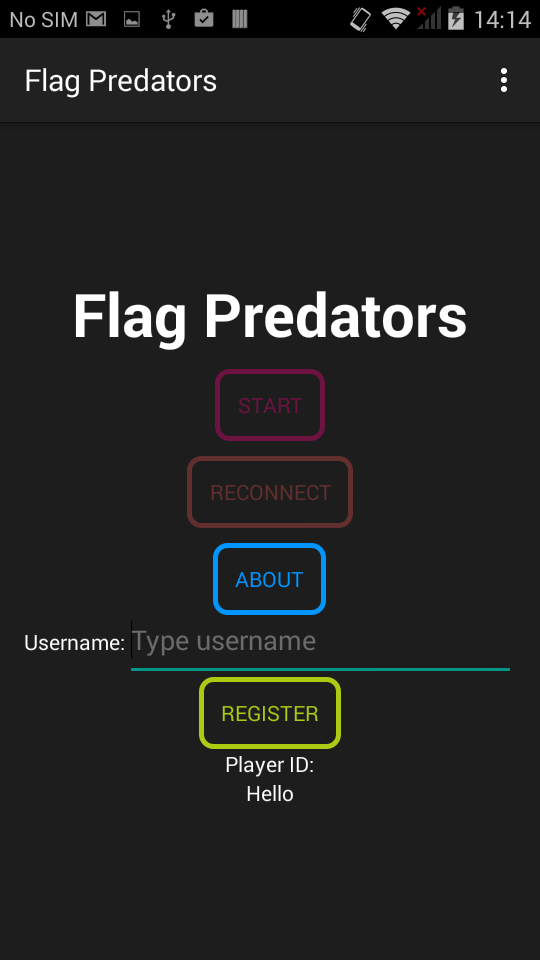 No SIM 14:14
Flag Predators
Flag Predators
START
RECONNECT
ABOUT
Username: Type username
REGISTER
Player ID:
Hello